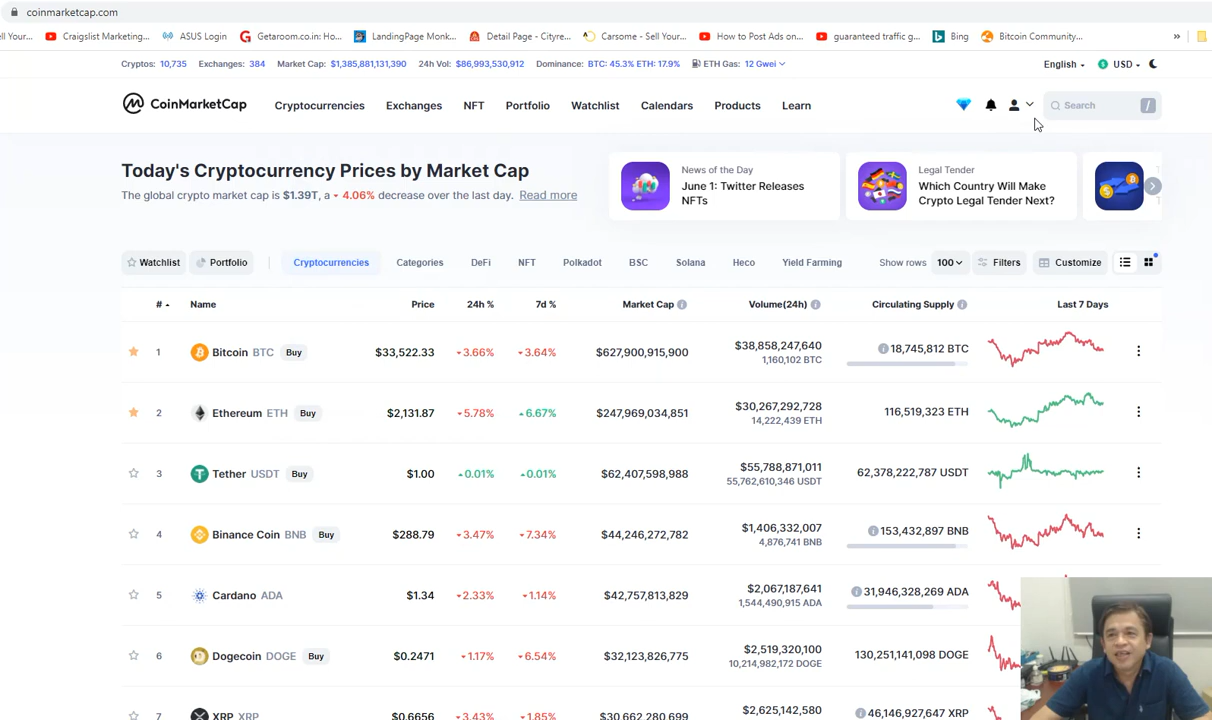 coinmarketcap.com
ell Your... Craigslist Marketing... ASUS Login Getaroom.co.in: Ho... LandingPage Monk... Detail Page - Cityre... Carsome - Sell Your... How to Post Ads on... guaranteed traffic g... Bing Bitcoin Community... »
Cryptos: 10,735 Exchanges: 384 Market Cap: $1,385,881,131,390 24h Vol: $86,993,530,912 Dominance: BTC: 45.3% ETH: 17.9% ETH Gas: 12 Gwei English USD
CoinMarketCap Cryptocurrencies Exchanges NFT Portfolio Watchlist Calendars Products Learn Search /
Today's Cryptocurrency Prices by Market Cap
The global crypto market cap is $1.39T, a 4.06% decrease over the last day. Read more
News of the Day
June 1: Twitter Releases
NFTs
Legal Tender
Which Country Will Make
Crypto Legal Tender Next?
Watchlist Portfolio Cryptocurrencies Categories DeFi NFT Polkadot BSC Solana Heco Yield Farming Show rows 100 Filters Customize
# Name Price 24h % 7d % Market Cap Volume(24h) Circulating Supply Last 7 Days
1 Bitcoin BTC Buy $33,522.33 3.66% 3.64% $627,900,915,900 $38,858,247,640 18,745,812 BTC
1,160,102 BTC
2 Ethereum ETH Buy $2,131.87 5.78% 6.67% $247,969,034,851 $30,267,292,728 116,519,323 ETH
14,222,439 ETH
3 Tether USDT Buy $1.00 0.01% 0.01% $62,407,598,988 $55,788,871,011 62,378,222,787 USDT
55,762,610,346 USDT
4 Binance Coin BNB Buy $288.79 3.47% 7.34% $44,246,272,782 $1,406,332,007 153,432,897 BNB
4,876,741 BNB
5 Cardano ADA $1.34 2.33% 1.14% $42,757,813,829 $2,067,187,641 31,946,328,269 ADA
1,544,490,915 ADA
6 Dogecoin DOGE Buy $0.2471 1.17% 6.54% $32,123,826,775 $2,519,320,100 130,251,141,098 DOGE
10,214,982,172 DOGE
7 XRP XRP $0.6656 3.43% 1.85% $30,662,280,699 $2,625,142,580 46,146,927,647 XRP